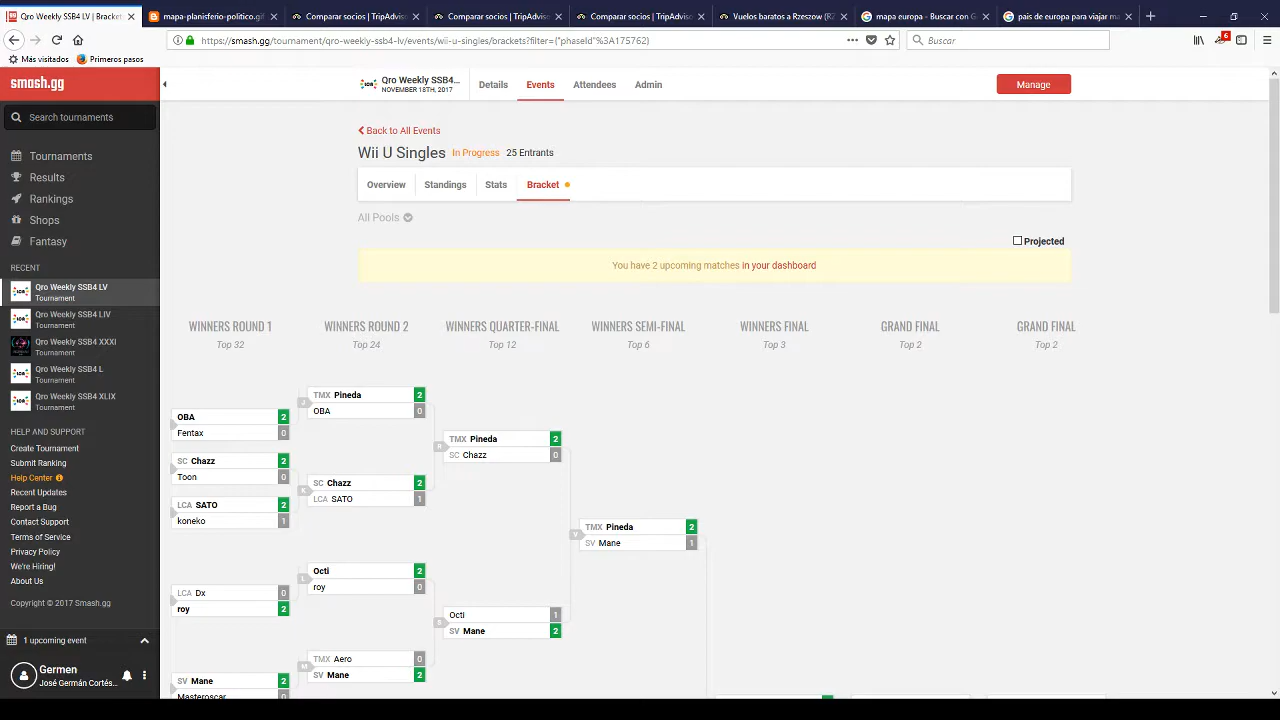 Qro Weekly SSB4 LV | Bracket
mapa-planisferio-politico.gif
Comparar socios | TripAdviso
Comparar socios | TripAdviso
Comparar socios | TripAdviso
Vuelos baratos a Rzeszow (RZ
mapa europa - Buscar con G
pais de europa para viajar m
https://smash.gg/tournament/qro-weekly-ssb4-lv/events/wii-u-singles/brackets?filter={"phaseId"%3A175762}
Buscar
6
Más visitados
Primeros pasos
smash.gg
Search tournaments
Tournaments
Results
Rankings
Shops
Fantasy
RECENT
Qro Weekly SSB4 LV
Tournament
Qro Weekly SSB4 LIV
Tournament
Qro Weekly SSB4 XXXI
Tournament
Qro Weekly SSB4 L
Tournament
Qro Weekly SSB4 XLIX
Tournament
HELP AND SUPPORT
Create Tournament
Submit Ranking
Help Center
Recent Updates
Report a Bug
Contact Support
Terms of Service
Privacy Policy
We're Hiring!
About Us
Copyright © 2017 Smash.gg
1 upcoming event
Germen
José Germán Cortés...
Qro Weekly SSB4...
NOVEMBER 18TH, 2017
Details
Events
Attendees
Admin
Manage
Back to All Events
Wii U Singles In Progress 25 Entrants
Overview
Standings
Stats
Bracket
All Pools
Projected
You have 2 upcoming matches in your dashboard
WINNERS ROUND 1
Top 32
WINNERS ROUND 2
Top 24
WINNERS QUARTER-FINAL
Top 12
WINNERS SEMI-FINAL
Top 6
WINNERS FINAL
Top 3
GRAND FINAL
Top 2
GRAND FINAL
Top 2
OBA 2
Fentax 0
SC Chazz 2
Toon 0
LCA SATO 2
koneko 1
LCA Dx 0
roy 2
SV Mane 2
Masteroscar 0
J
TMX Pineda 2
OBA 0
K
SC Chazz 2
LCA SATO 1
L
Octi 2
roy 0
M
TMX Aero 0
SV Mane 2
R
TMX Pineda 2
SC Chazz 0
S
Octi 1
SV Mane 2
V
TMX Pineda 2
SV Mane 1